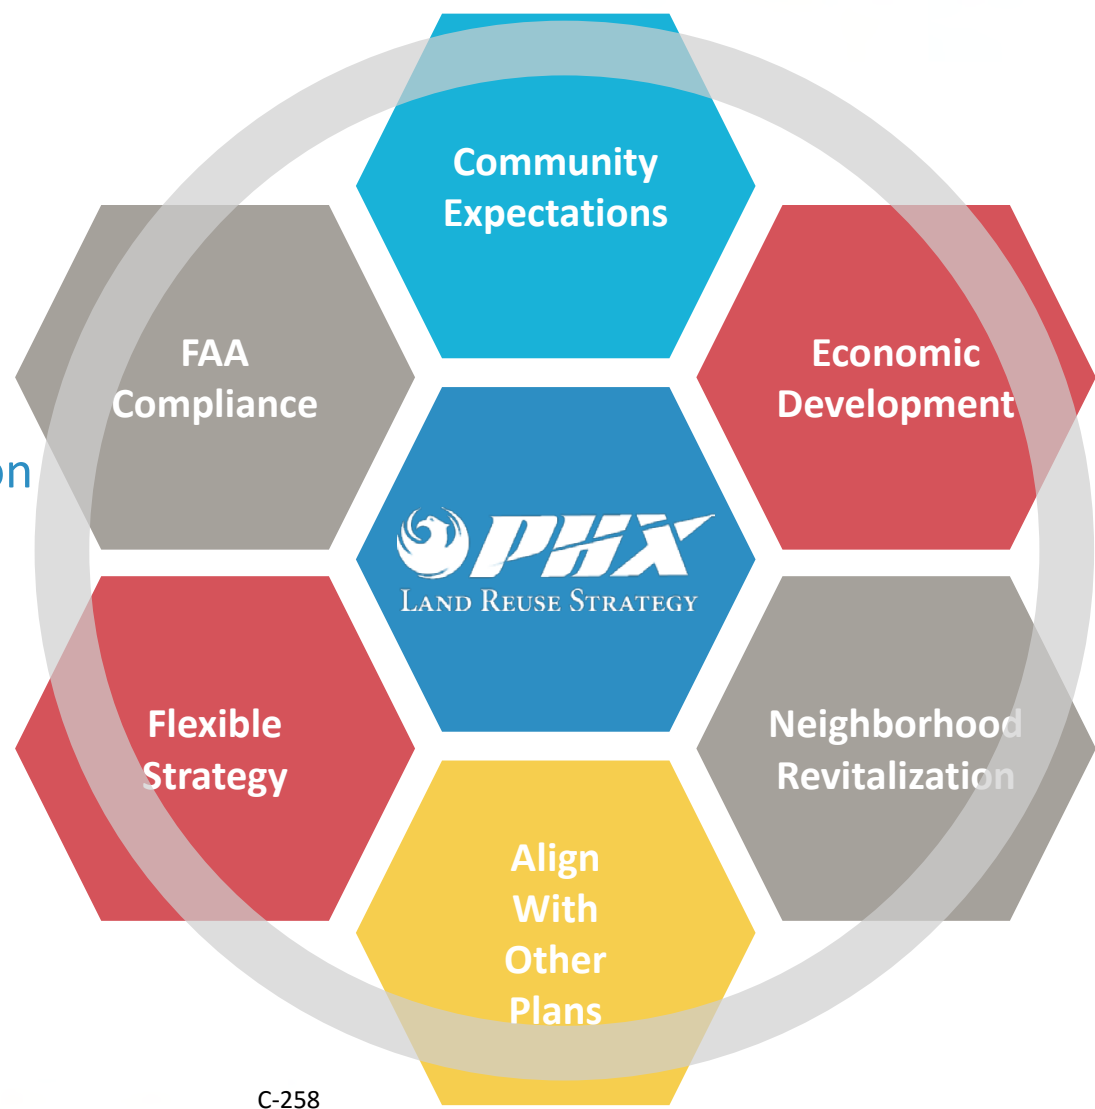 Community
Expectations
FAA
Compliance
Economic
Development
on
PHX
LAND REUSE STRATEGY
Flexible
Strategy
Neighborhood
Revitalization
Align
With
Other
Plans
C-258